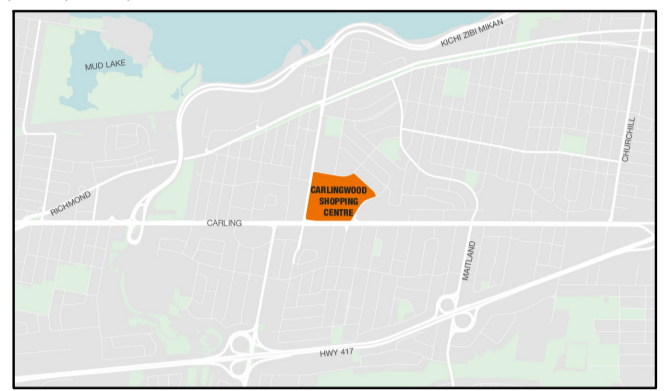 KICHI ZIBI MIKAN
MUD LAKE
CHURCHILL
CARLINGWOOD
SHOPPING
CENTRE
RICHMOND
CARLING
MAITLAND
HWY 417